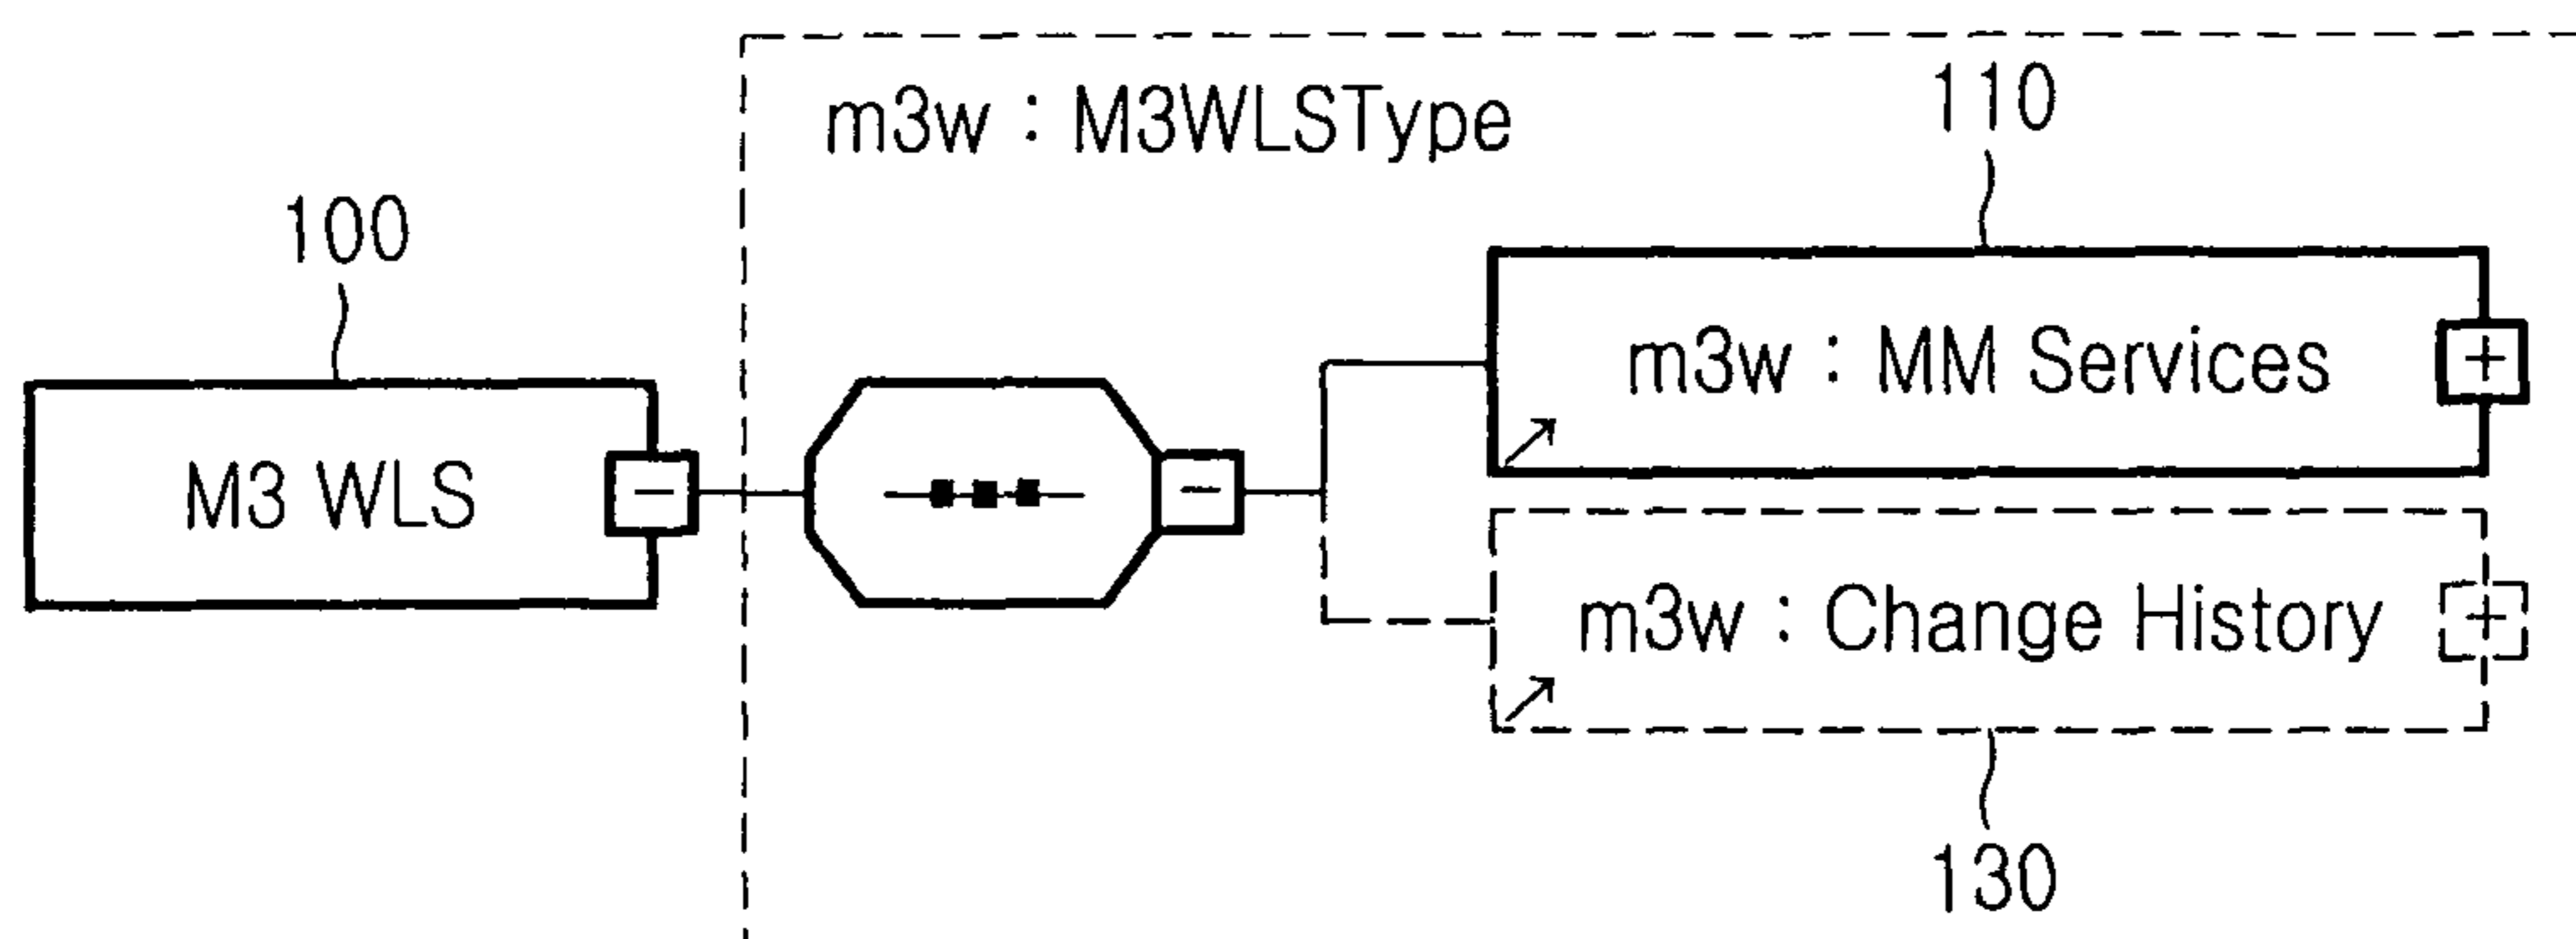 m3w : M3WLSType
110
100
m3w : MM Services
M3 WLS
m3w : Change History
130